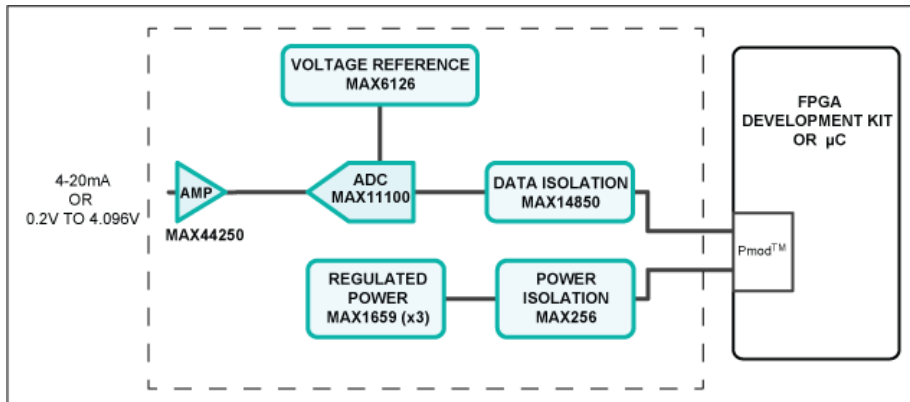 VOLTAGE REFERENCE
MAX6126
FPGA
DEVELOPMENT KIT
OR µC
4-20mA
OR
0.2V TO 4.096V
AMP
MAX44250
ADC
MAX11100
DATA ISOLATION
MAX14850
Pmod™
REGULATED
POWER
MAX1659 (x3)
POWER
ISOLATION
MAX256